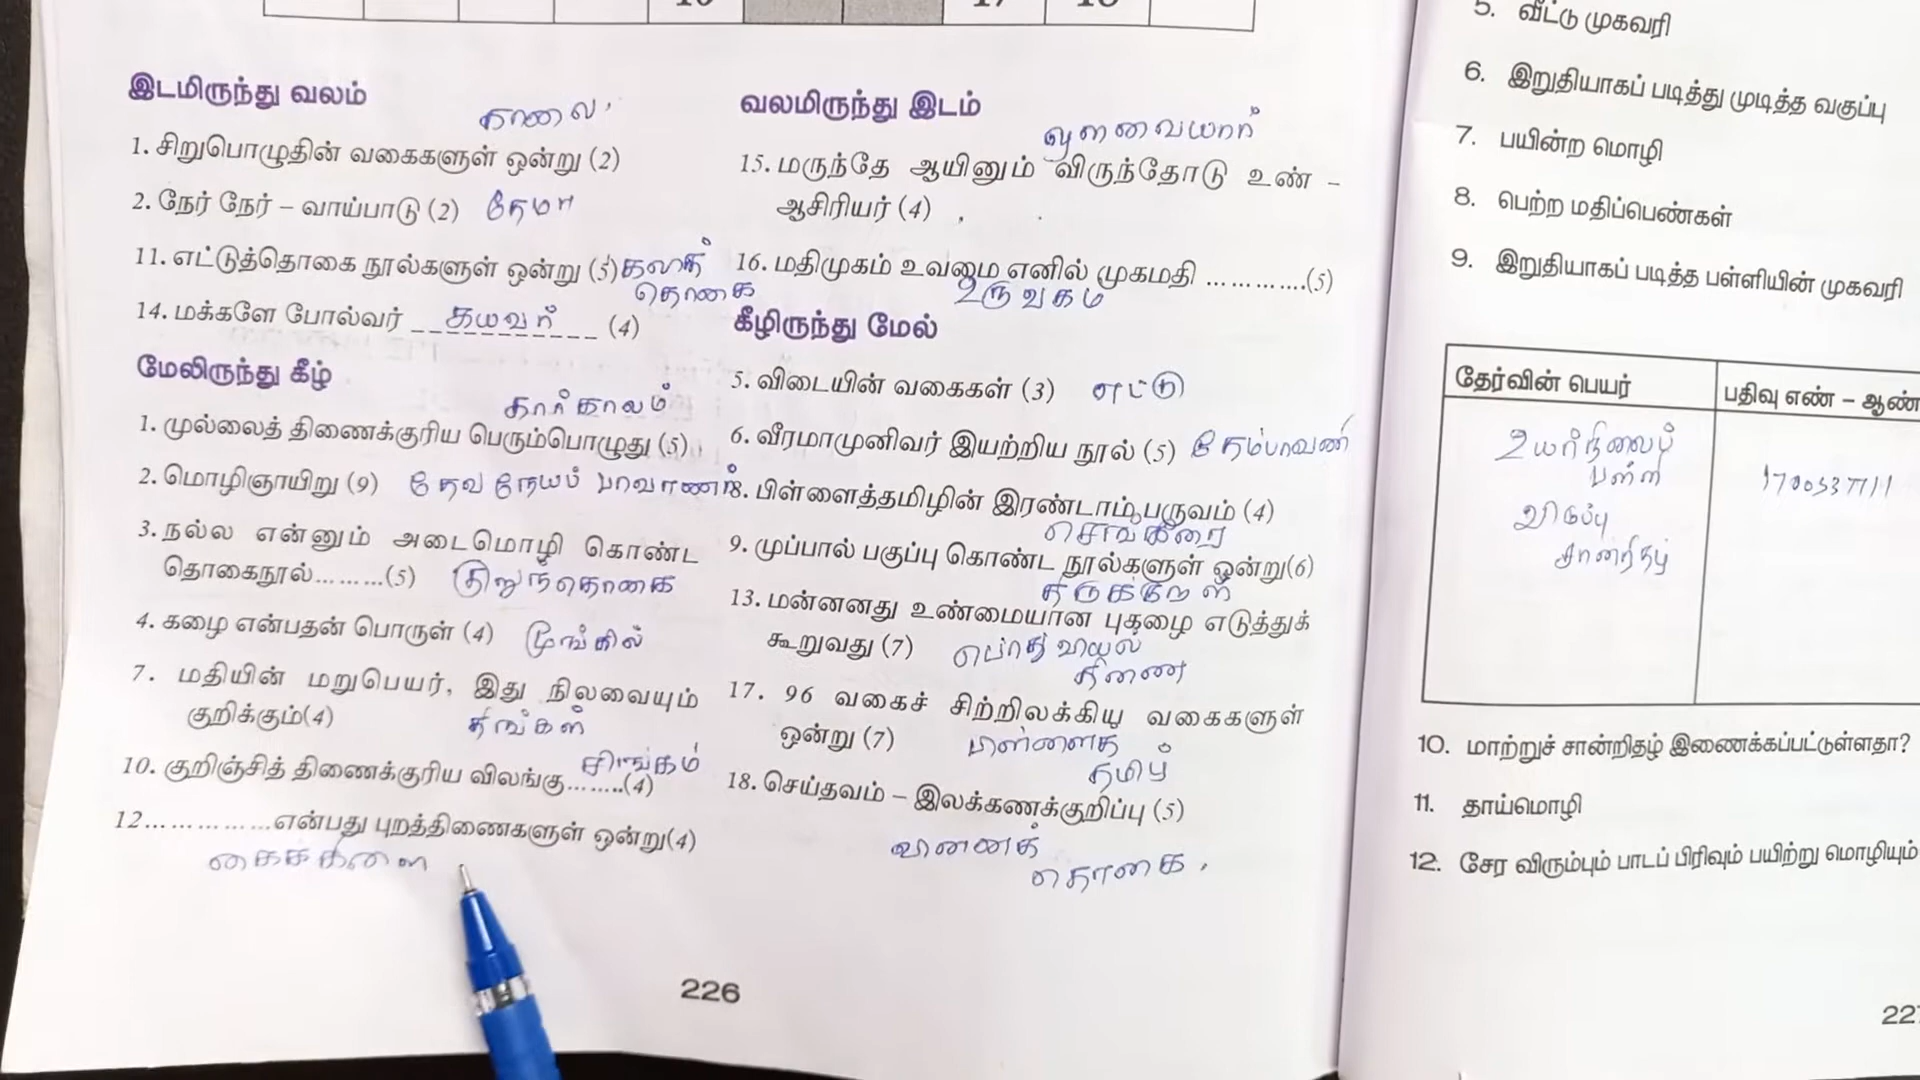 16
17
18
இடமிருந்து வலம்
காலை
1. சிறுபொழுதின் வகைகளுள் ஒன்று (2)
2. நேர் நேர் – வாய்பாடு (2) தேமா
11. எட்டுத்தொகை நூல்களுள் ஒன்று (5) கலித்
தொகை
14. மக்களே போல்வர் கயவர் (4)
மேலிருந்து கீழ்
கார்காலம்
1. முல்லைத் திணைக்குரிய பெரும்பொழுது (5)
2. மொழிஞாயிறு (9) தேவ நேயப் பாவாணர்
3. நல்ல என்னும் அடைமொழி கொண்ட
தொகைநூல்.........(5) குறுந்தொகை
4. கழை என்பதன் பொருள் (4) மூங்கில்
7. மதியின் மறுபெயர், இது நிலவையும்
குறிக்கும்(4) திங்கள்
சிங்கம்
10. குறிஞ்சித் திணைக்குரிய விலங்கு........(4)
12...............என்பது புறத்திணைகளுள் ஒன்று(4)
கைக்கிளை
வலமிருந்து இடம்
ஔவையார்
15. மருந்தே ஆயினும் விருந்தோடு உண் –
ஆசிரியர் (4)
16. மதிமுகம் உவமை எனில் முகமதி ............(5)
உருவகம்
கீழிருந்து மேல்
5. விடையின் வகைகள் (3) எட்டு
6. வீரமாமுனிவர் இயற்றிய நூல் (5) தேம்பாவணி
8. பிள்ளைத்தமிழின் இரண்டாம் பருவம் (4)
செங்கீரை
9. முப்பால் பகுப்பு கொண்ட நூல்களுள் ஒன்று(6)
திருக்குறள்
13. மன்னனது உண்மையான புகழை எடுத்துக்
கூறுவது (7) பொதுவியல்
திணை
17. 96 வகைச் சிற்றிலக்கிய வகைகளுள்
ஒன்று (7) பிள்ளைத்
தமிழ்
18. செய்தவம் – இலக்கணக்குறிப்பு (5)
வினைத்
தொகை
226
5. வீட்டு முகவரி
6. இறுதியாகப் படித்து முடித்த வகுப்பு
7. பயின்ற மொழி
8. பெற்ற மதிப்பெண்கள்
9. இறுதியாகப் படித்த பள்ளியின் முகவரி
தேர்வின் பெயர்
பதிவு எண் – ஆண்
உயர்நிலைப்
பள்ளி
விடுப்பு
சான்றிதழ்
10. மாற்றுச் சான்றிதழ் இணைக்கப்பட்டுள்ளதா?
11. தாய்மொழி
12. சேர விரும்பும் பாடப் பிரிவும் பயிற்று மொழியும்